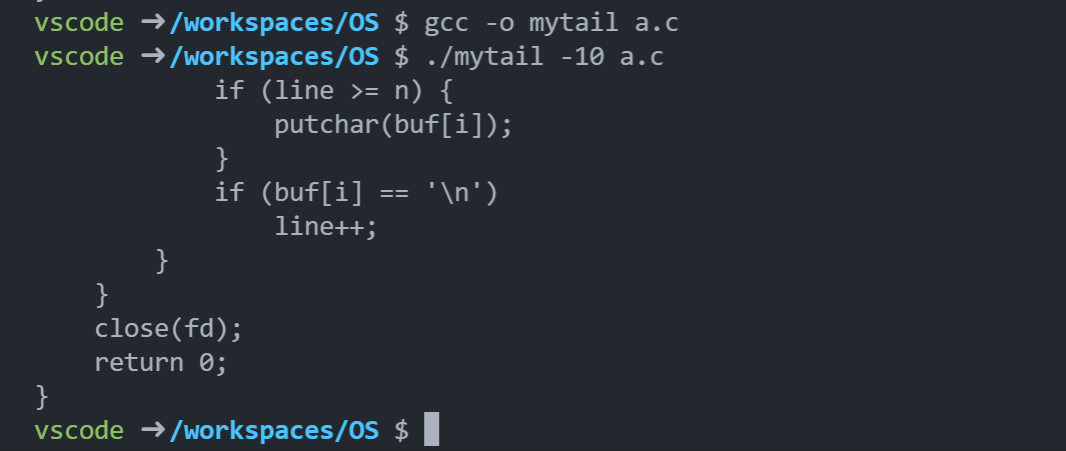 vscode ➜/workspaces/OS $ gcc -o mytail a.c
vscode ➜/workspaces/OS $ ./mytail -10 a.c
            if (line >= n) {
                putchar(buf[i]);
            }
            if (buf[i] == '\n')
                line++;
        }
    }
    close(fd);
    return 0;
}
vscode ➜/workspaces/OS $